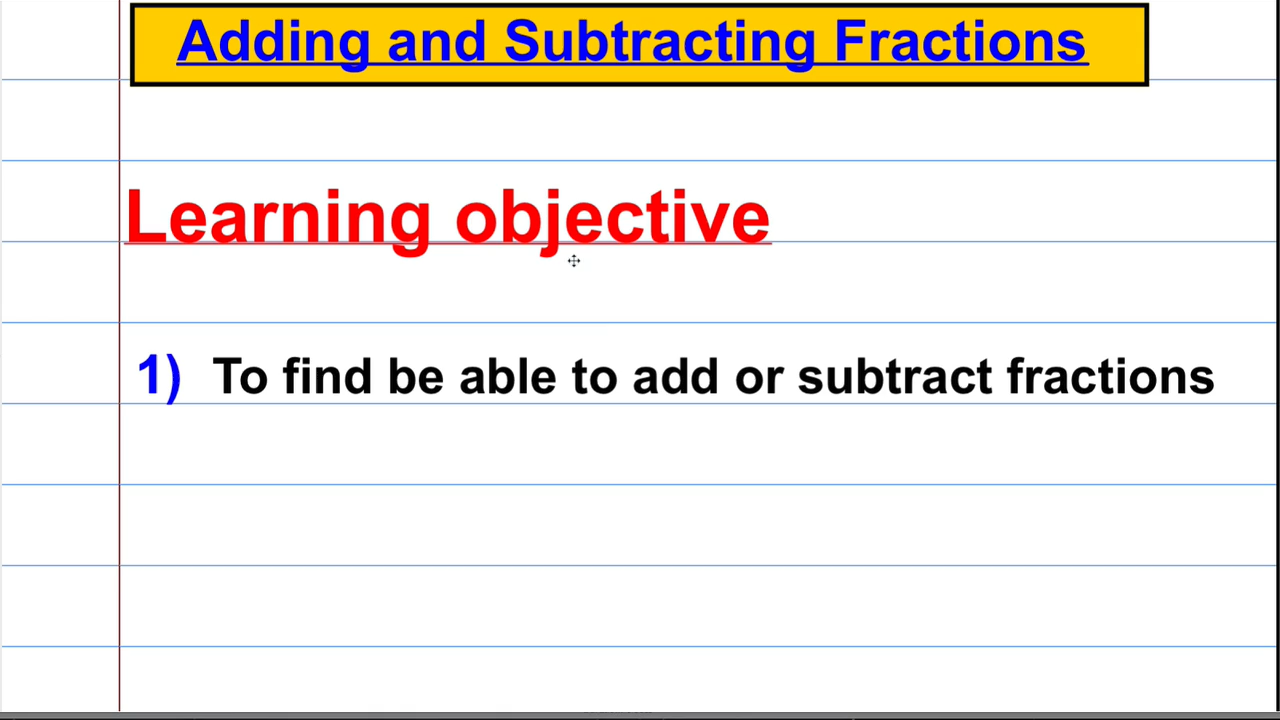 Adding and Subtracting Fractions
Learning objective
1) To find be able to add or subtract fractions